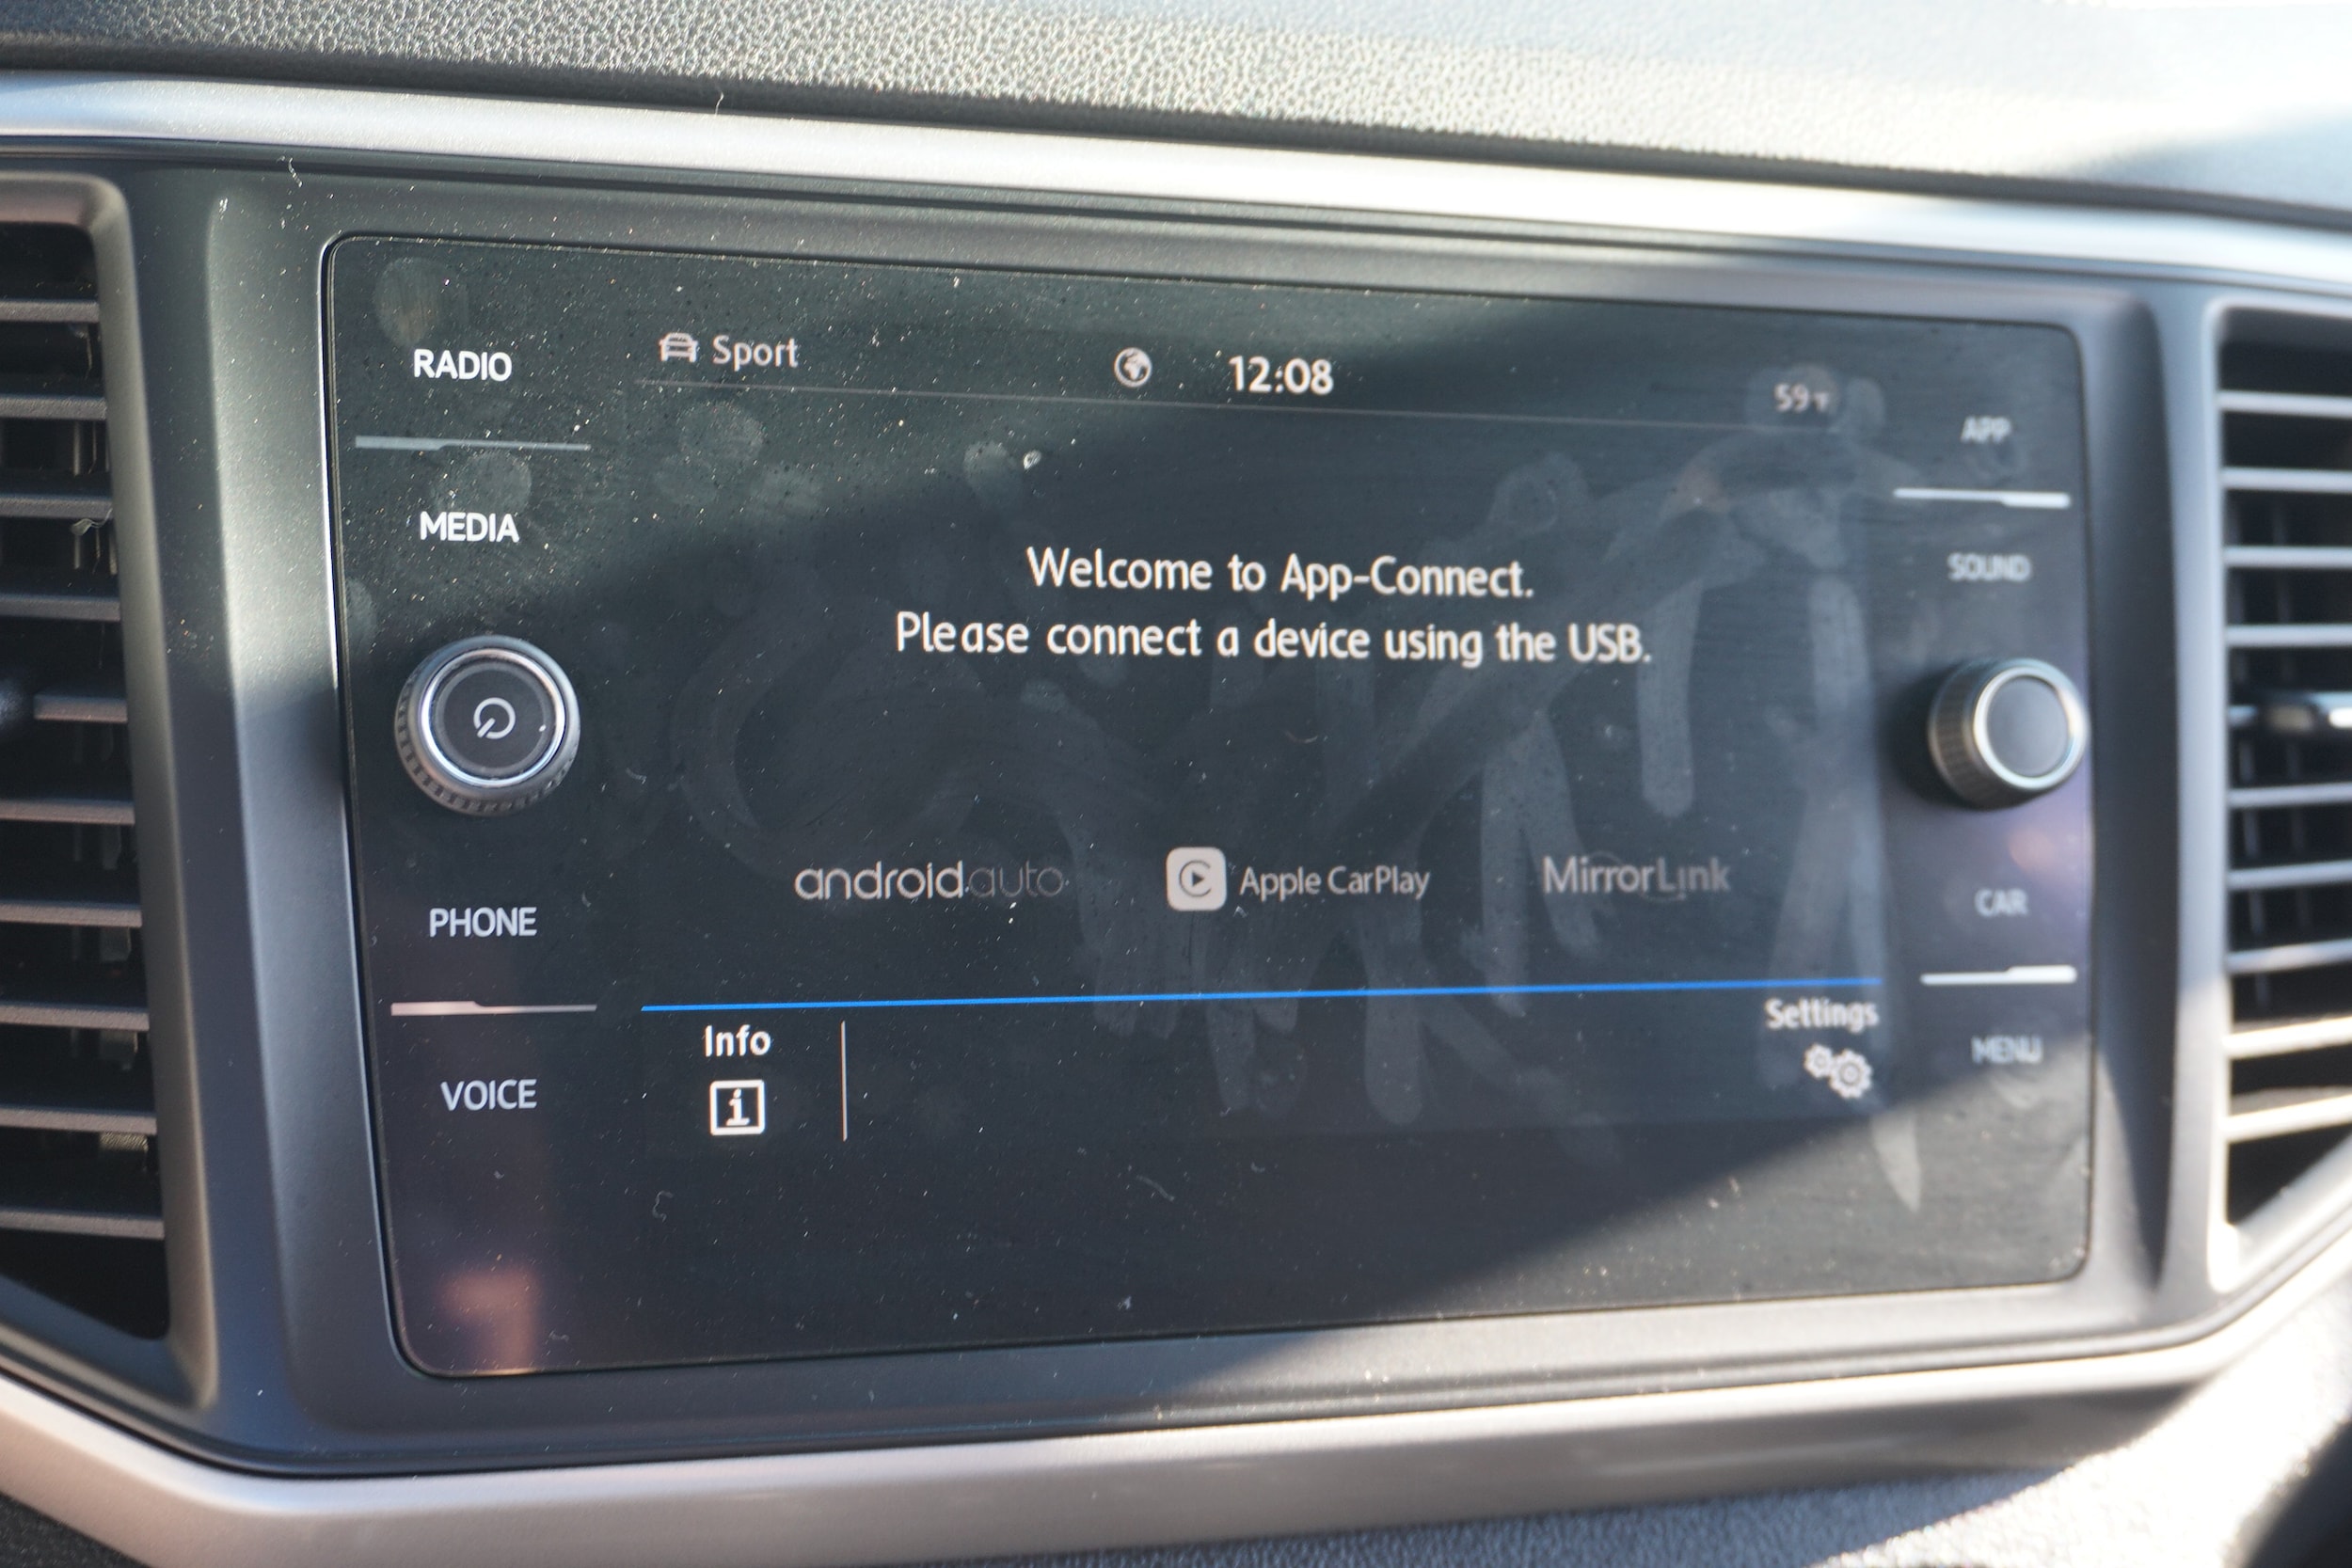 RADIO
MEDIA
PHONE
VOICE
Sport
12:08
59°F
Welcome to App-Connect.
Please connect a device using the USB.
androidauto
Apple CarPlay
MirrorLink
Info
Settings
APP
SOUND
CAR
MENU